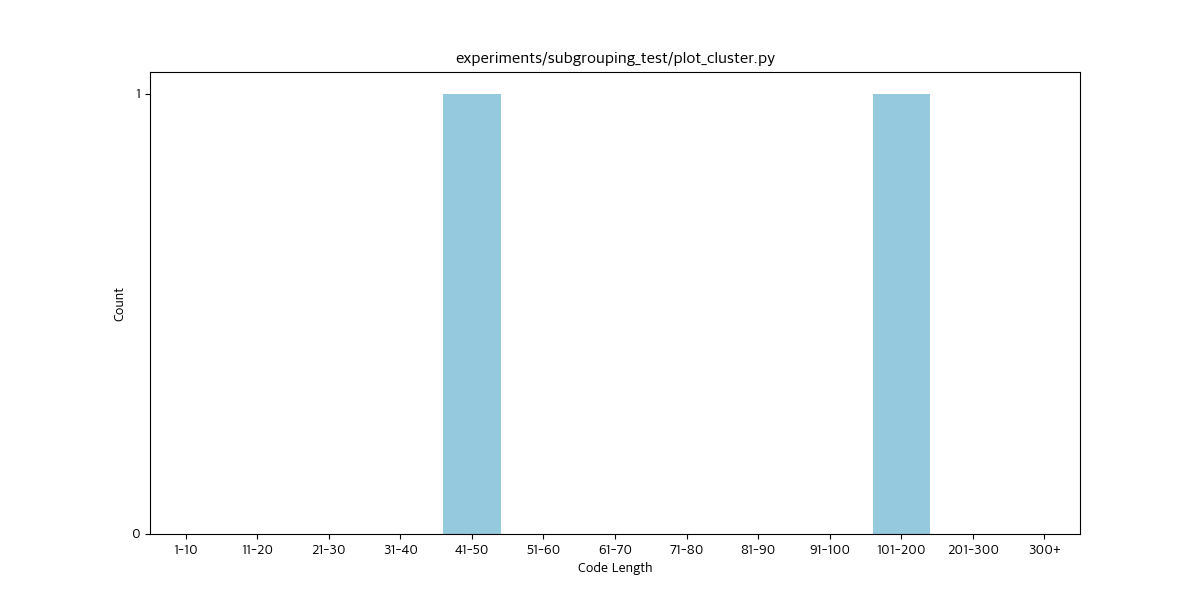 experiments/subgrouping_test/plot_cluster.py
1
Count
0
1-10 11-20 21-30 31-40 41-50 51-60 61-70 71-80 81-90 91-100 101-200 201-300 300+
Code Length